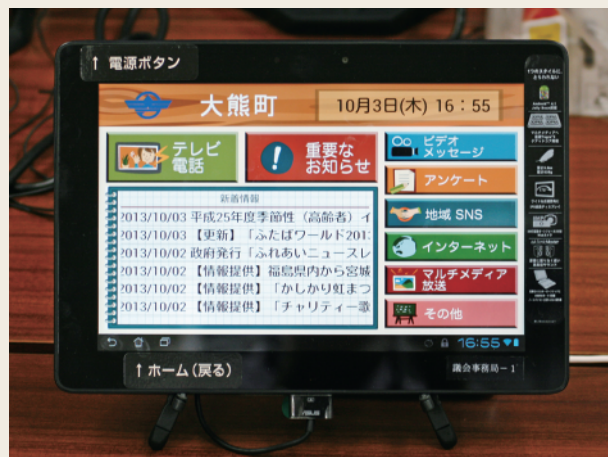 ↑ 電源ボタン
大熊町
10月3日(木) 16:55
テレビ
電話
重要な
お知らせ
ビデオ
メッセージ
アンケート
地域 SNS
インターネット
マルチメディア
放送
その他
新着情報
2013/10/03 平成25年度季節性（高齢者）イ
2013/10/03 【更新】「ふたばワールド201
2013/10/02 政府発行「ふれあいニュースレ
2013/10/02 【情報提供】福島県内から宮城
2013/10/02 【情報提供】「かしかり虹まつ
2013/10/02 【情報提供】「チャリティー歌
16:55
↑ホーム(戻る)
議会事務局-1
ASUS